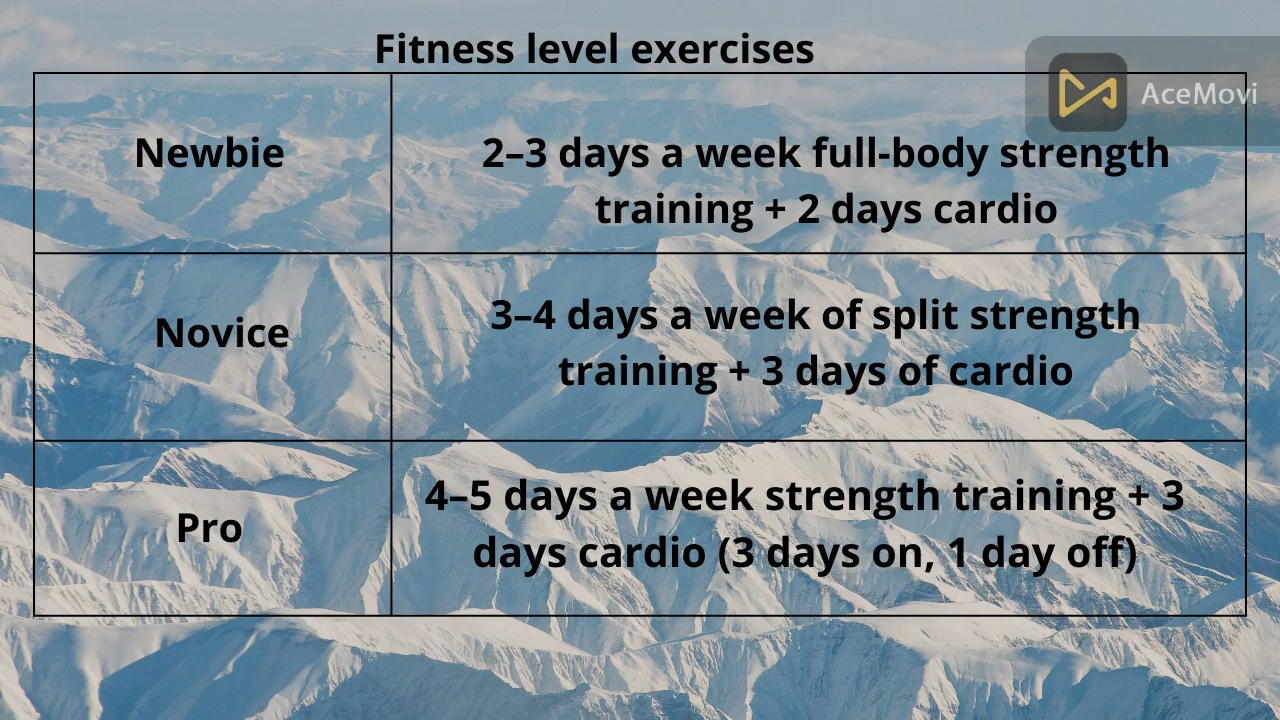 Fitness level exercises
AceMovi
Newbie
2–3 days a week full-body strength
training + 2 days cardio
Novice
3–4 days a week of split strength
training + 3 days of cardio
Pro
4–5 days a week strength training + 3
days cardio (3 days on, 1 day off)